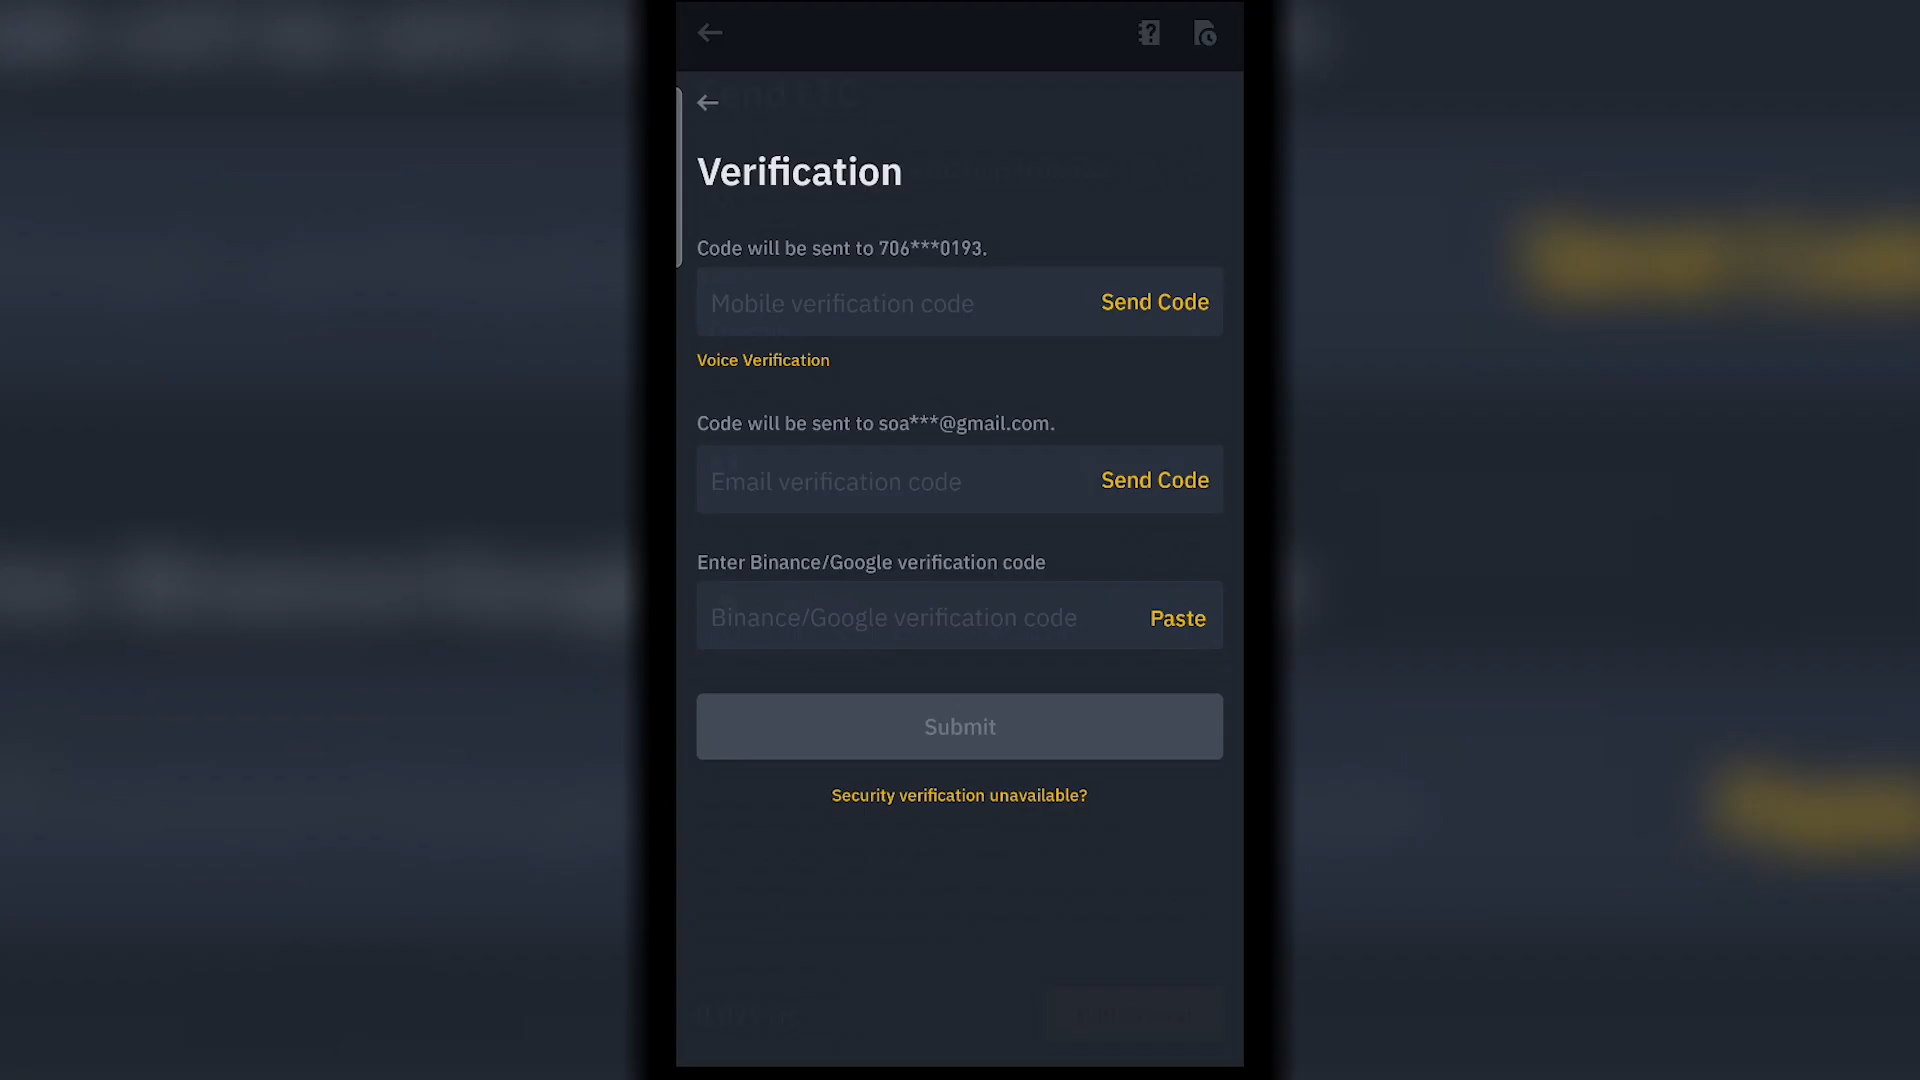 Send LTC
Verification
Code will be sent to 706***0193.
Mobile verification code
Send Code
Voice Verification
Code will be sent to soa***@gmail.com.
Email verification code
Send Code
Enter Binance/Google verification code
Binance/Google verification code
Paste
Submit
Security verification unavailable?